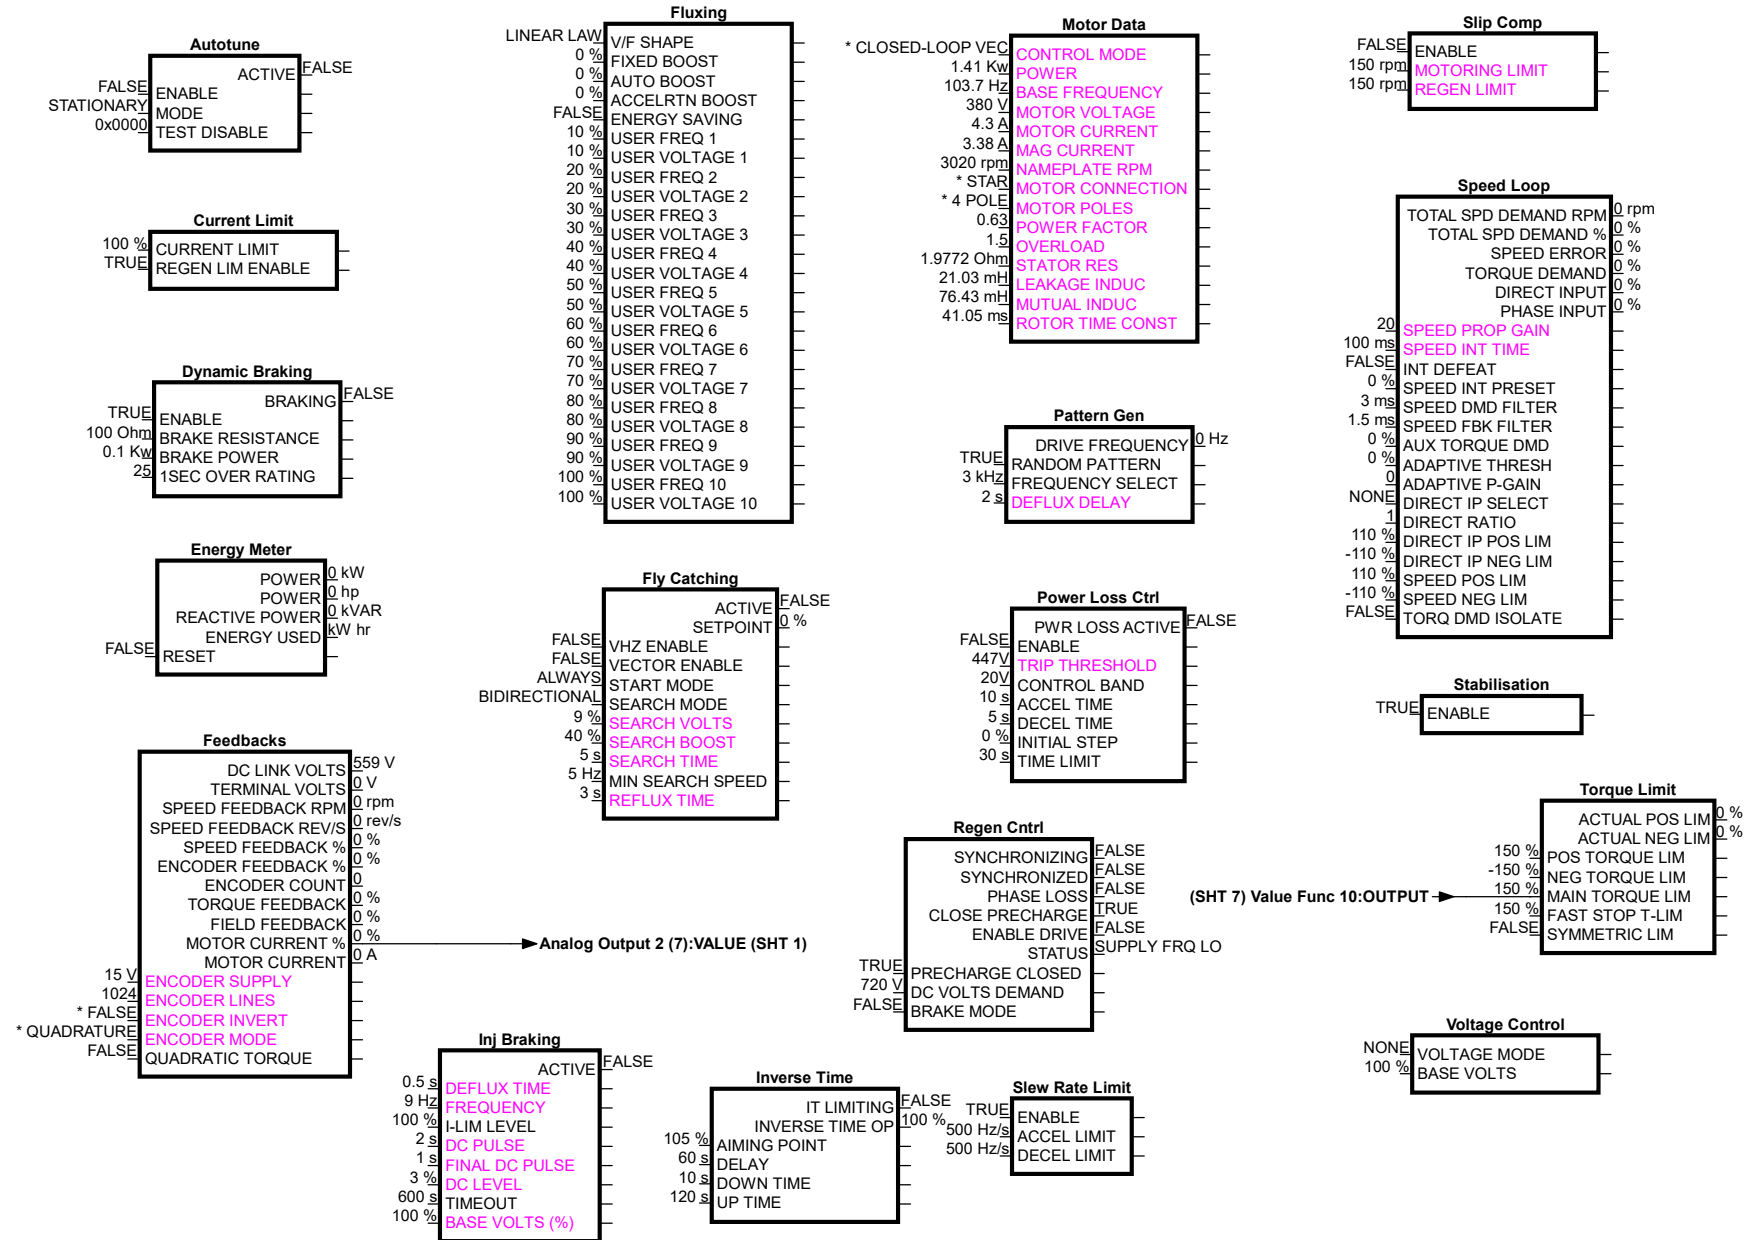 Autotune
ACTIVE FALSE
FALSE ENABLE
STATIONARY MODE
0x0000 TEST DISABLE
Current Limit
100 % CURRENT LIMIT
TRUE REGEN LIM ENABLE
Dynamic Braking
BRAKING FALSE
TRUE ENABLE
100 Ohm BRAKE RESISTANCE
0.1 Kw BRAKE POWER
25 1SEC OVER RATING
Energy Meter
POWER 0 kW
POWER 0 hp
REACTIVE POWER 0 kVAR
ENERGY USED kW hr
FALSE RESET
Feedbacks
DC LINK VOLTS 559 V
TERMINAL VOLTS 0 V
SPEED FEEDBACK RPM 0 rpm
SPEED FEEDBACK REV/S 0 rev/s
SPEED FEEDBACK % 0 %
ENCODER FEEDBACK % 0 %
ENCODER COUNT 0
TORQUE FEEDBACK 0 %
FIELD FEEDBACK 0 %
MOTOR CURRENT % 0 % Analog Output 2 (7):VALUE (SHT 1)
MOTOR CURRENT 0 A
15 V ENCODER SUPPLY
1024 ENCODER LINES
* FALSE ENCODER INVERT
* QUADRATURE ENCODER MODE
FALSE QUADRATIC TORQUE
Fluxing
LINEAR LAW V/F SHAPE
0 % FIXED BOOST
0 % AUTO BOOST
0 % ACCELRTN BOOST
FALSE ENERGY SAVING
10 % USER FREQ 1
10 % USER VOLTAGE 1
20 % USER FREQ 2
20 % USER VOLTAGE 2
30 % USER FREQ 3
30 % USER VOLTAGE 3
40 % USER FREQ 4
40 % USER VOLTAGE 4
50 % USER FREQ 5
50 % USER VOLTAGE 5
60 % USER FREQ 6
60 % USER VOLTAGE 6
70 % USER FREQ 7
70 % USER VOLTAGE 7
80 % USER FREQ 8
80 % USER VOLTAGE 8
90 % USER FREQ 9
90 % USER VOLTAGE 9
100 % USER FREQ 10
100 % USER VOLTAGE 10
Fly Catching
ACTIVE FALSE
SETPOINT 0 %
FALSE VHZ ENABLE
FALSE VECTOR ENABLE
ALWAYS START MODE
BIDIRECTIONAL SEARCH MODE
9 % SEARCH VOLTS
40 % SEARCH BOOST
5 s SEARCH TIME
5 Hz MIN SEARCH SPEED
3 s REFLUX TIME
Inj Braking
ACTIVE FALSE
0.5 s DEFLUX TIME
9 Hz FREQUENCY
100 % I-LIM LEVEL
2 s DC PULSE
1 s FINAL DC PULSE
3 % DC LEVEL
600 s TIMEOUT
100 % BASE VOLTS (%)
Inverse Time
IT LIMITING FALSE
INVERSE TIME OP 100 %
105 % AIMING POINT
60 s DELAY
10 s DOWN TIME
120 s UP TIME
Motor Data
* CLOSED-LOOP VEC CONTROL MODE
1.41 Kw POWER
103.7 Hz BASE FREQUENCY
380 V MOTOR VOLTAGE
4.3 A MOTOR CURRENT
3.38 A MAG CURRENT
3020 rpm NAMEPLATE RPM
* STAR MOTOR CONNECTION
* 4 POLE MOTOR POLES
0.63 POWER FACTOR
1.5 OVERLOAD
1.9772 Ohm STATOR RES
21.03 mH LEAKAGE INDUC
76.43 mH MUTUAL INDUC
41.05 ms ROTOR TIME CONST
Pattern Gen
DRIVE FREQUENCY 0 Hz
TRUE RANDOM PATTERN
3 kHz FREQUENCY SELECT
2 s DEFLUX DELAY
Power Loss Ctrl
PWR LOSS ACTIVE FALSE
FALSE ENABLE
447V TRIP THRESHOLD
20V CONTROL BAND
10 s ACCEL TIME
5 s DECEL TIME
0 % INITIAL STEP
30 s TIME LIMIT
Regen Cntrl
SYNCHRONIZING FALSE
SYNCHRONIZED FALSE
PHASE LOSS FALSE
CLOSE PRECHARGE TRUE
ENABLE DRIVE FALSE
STATUS SUPPLY FRQ LO
TRUE PRECHARGE CLOSED
720 V DC VOLTS DEMAND
FALSE BRAKE MODE
Slew Rate Limit
TRUE ENABLE
500 Hz/s ACCEL LIMIT
500 Hz/s DECEL LIMIT
Slip Comp
FALSE ENABLE
150 rpm MOTORING LIMIT
150 rpm REGEN LIMIT
Speed Loop
TOTAL SPD DEMAND RPM 0 rpm
TOTAL SPD DEMAND % 0 %
SPEED ERROR 0 %
TORQUE DEMAND 0 %
DIRECT INPUT 0 %
PHASE INPUT 0 %
20 SPEED PROP GAIN
100 ms SPEED INT TIME
FALSE INT DEFEAT
0 % SPEED INT PRESET
3 ms SPEED DMD FILTER
1.5 ms SPEED FBK FILTER
0 % AUX TORQUE DMD
0 % ADAPTIVE THRESH
0 ADAPTIVE P-GAIN
NONE DIRECT IP SELECT
1 DIRECT RATIO
110 % DIRECT IP POS LIM
-110 % DIRECT IP NEG LIM
110 % SPEED POS LIM
-110 % SPEED NEG LIM
FALSE TORQ DMD ISOLATE
Stabilisation
TRUE ENABLE
Torque Limit
ACTUAL POS LIM 0 %
ACTUAL NEG LIM 0 %
150 % POS TORQUE LIM
-150 % NEG TORQUE LIM
(SHT 7) Value Func 10:OUTPUT 150 % MAIN TORQUE LIM
150 % FAST STOP T-LIM
FALSE SYMMETRIC LIM
Voltage Control
NONE VOLTAGE MODE
100 % BASE VOLTS